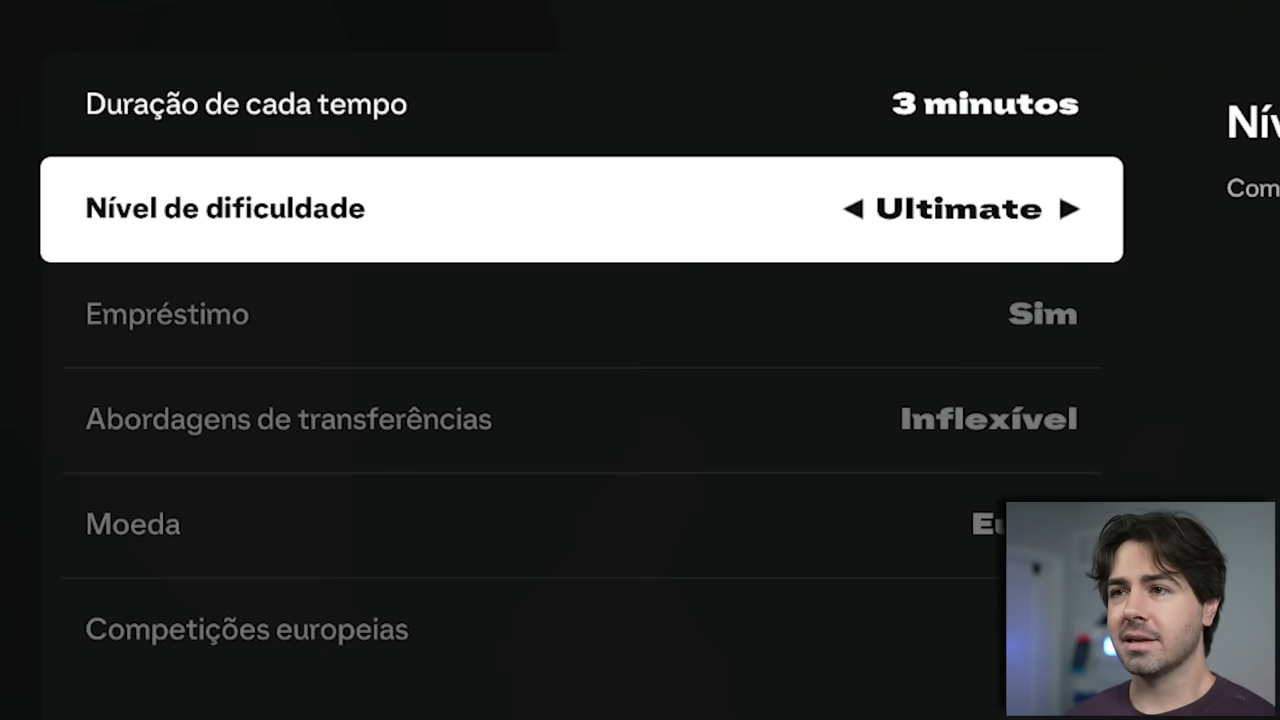 Duração de cada tempo 3 minutos
Nível de dificuldade ◀ Ultimate ▶
Empréstimo Sim
Abordagens de transferências Inflexível
Moeda
Competições europeias